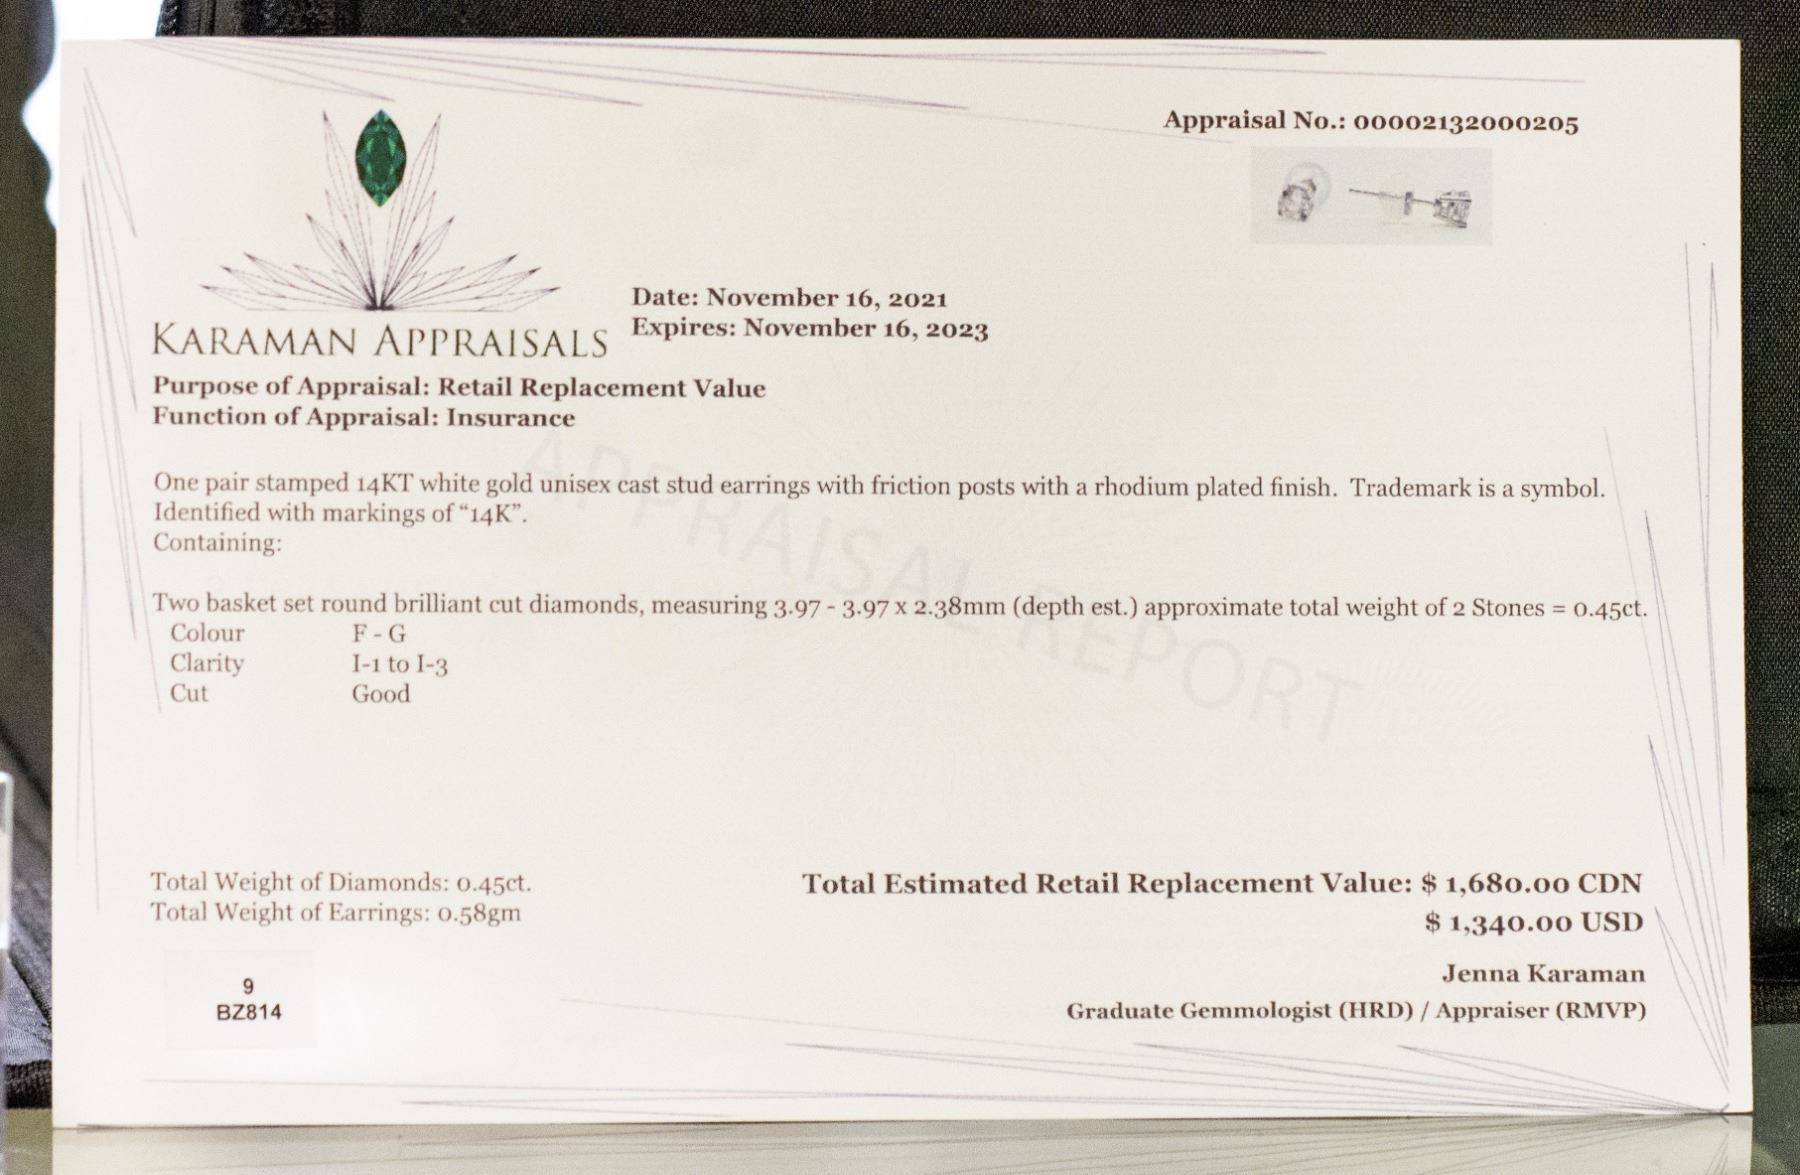 Appraisal No.: 00002132000205
KARAMAN APPRAISALS
Date: November 16, 2021
Expires: November 16, 2023
Purpose of Appraisal: Retail Replacement Value
Function of Appraisal: Insurance
APPRAISAL REPORT
One pair stamped 14KT white gold unisex cast stud earrings with friction posts with a rhodium plated finish. Trademark is a symbol.
Identified with markings of “14K”.
Containing:
Two basket set round brilliant cut diamonds, measuring 3.97 - 3.97 x 2.38mm (depth est.) approximate total weight of 2 Stones = 0.45ct.
Colour F - G
Clarity I-1 to I-3
Cut Good
Total Weight of Diamonds: 0.45ct.
Total Weight of Earrings: 0.58gm
Total Estimated Retail Replacement Value: $ 1,680.00 CDN
$ 1,340.00 USD
Jenna Karaman
Graduate Gemmologist (HRD) / Appraiser (RMVP)
9
BZ814